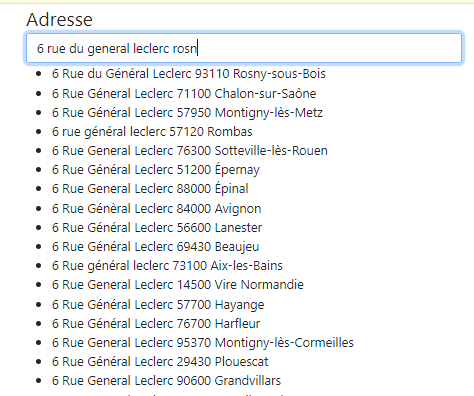 Adresse
6 rue du general leclerc rosn
6 Rue du Général Leclerc 93110 Rosny-sous-Bois
6 Rue General Leclerc 71100 Chalon-sur-Saône
6 Rue Général Leclerc 57950 Montigny-lès-Metz
6 rue général leclerc 57120 Rombas
6 Rue Général Leclerc 76300 Sotteville-lès-Rouen
6 Rue Général Leclerc 51200 Épernay
6 Rue General Leclerc 88000 Épinal
6 Rue Génèral Leclerc 84000 Avignon
6 Rue Général Leclerc 56600 Lanester
6 Rue Général Leclerc 69430 Beaujeu
6 Rue général leclerc 73100 Aix-les-Bains
6 Rue General Leclerc 14500 Vire Normandie
6 Rue Général Leclerc 57700 Hayange
6 Rue Général Leclerc 76700 Harfleur
6 Rue General Leclerc 95370 Montigny-lès-Cormeilles
6 Rue Général Leclerc 29430 Plouescat
6 Rue General Leclerc 90600 Grandvillars